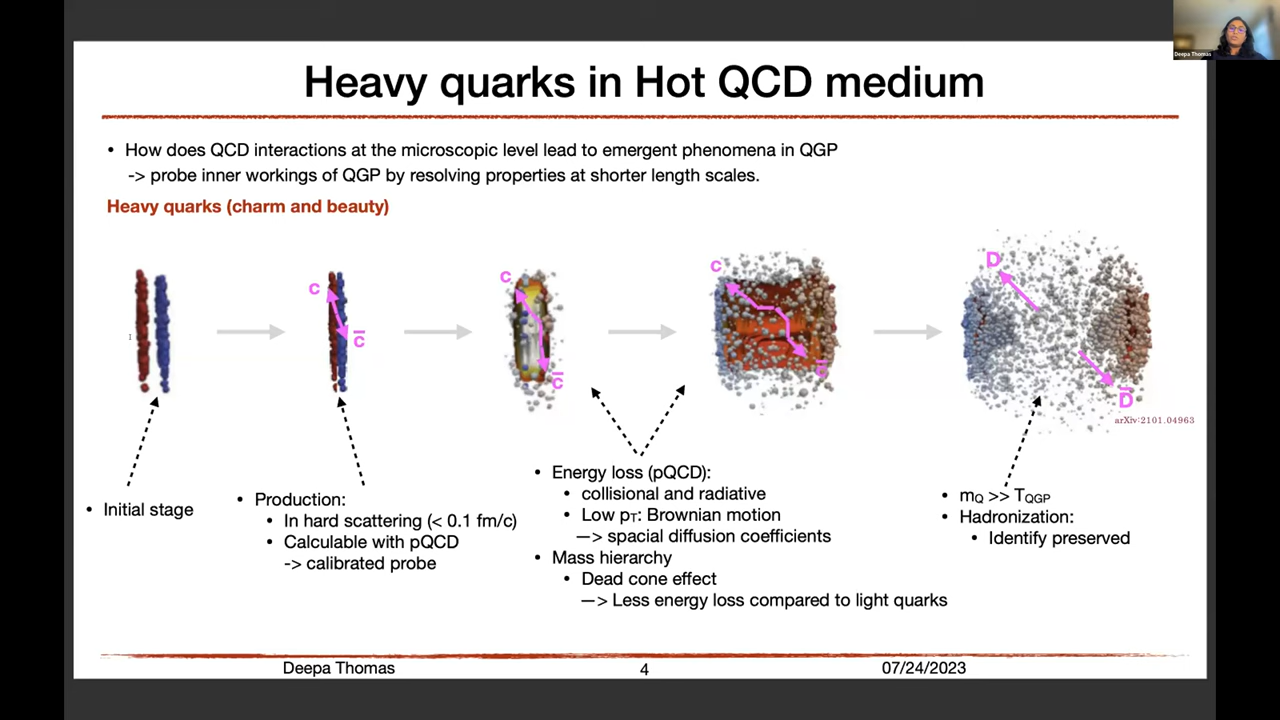 Deepa Thomas
Heavy quarks in Hot QCD medium
• How does QCD interactions at the microscopic level lead to emergent phenomena in QGP
-> probe inner workings of QGP by resolving properties at shorter length scales.
Heavy quarks (charm and beauty)
1
c
c̅
c
c̅
c
c̅
D
D̅
arXiv:2101.04963
• Initial stage
• Production:
• In hard scattering (< 0.1 fm/c)
• Calculable with pQCD
-> calibrated probe
• Energy loss (pQCD):
• collisional and radiative
• Low pT: Brownian motion
—> spacial diffusion coefficients
• Mass hierarchy
• Dead cone effect
—> Less energy loss compared to light quarks
• mQ >> TQGP
• Hadronization:
• Identify preserved
Deepa Thomas
4
07/24/2023